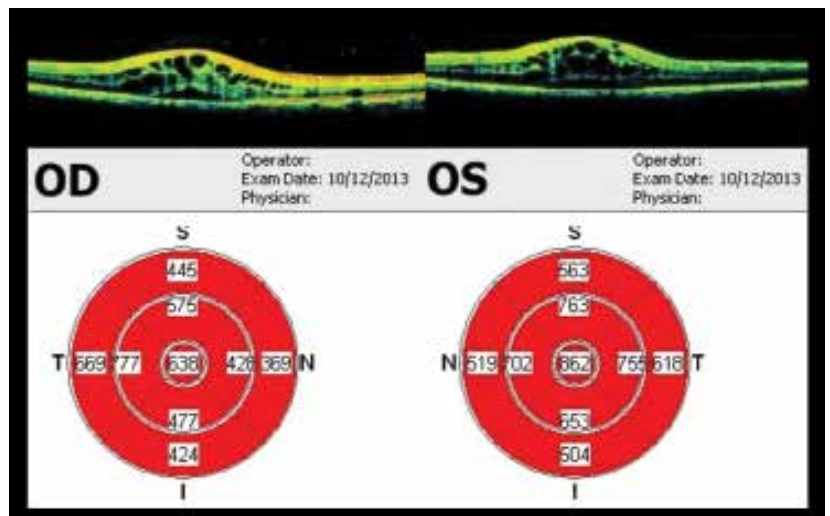 OD
Operator:
Exam Date: 10/12/2013
Physician:
OS
Operator:
Exam Date: 10/12/2013
Physician:
S
445
575
T 669 777 638 428 369 N
477
424
I
S
563
763
N 519 702 862 755 618 T
653
504
I